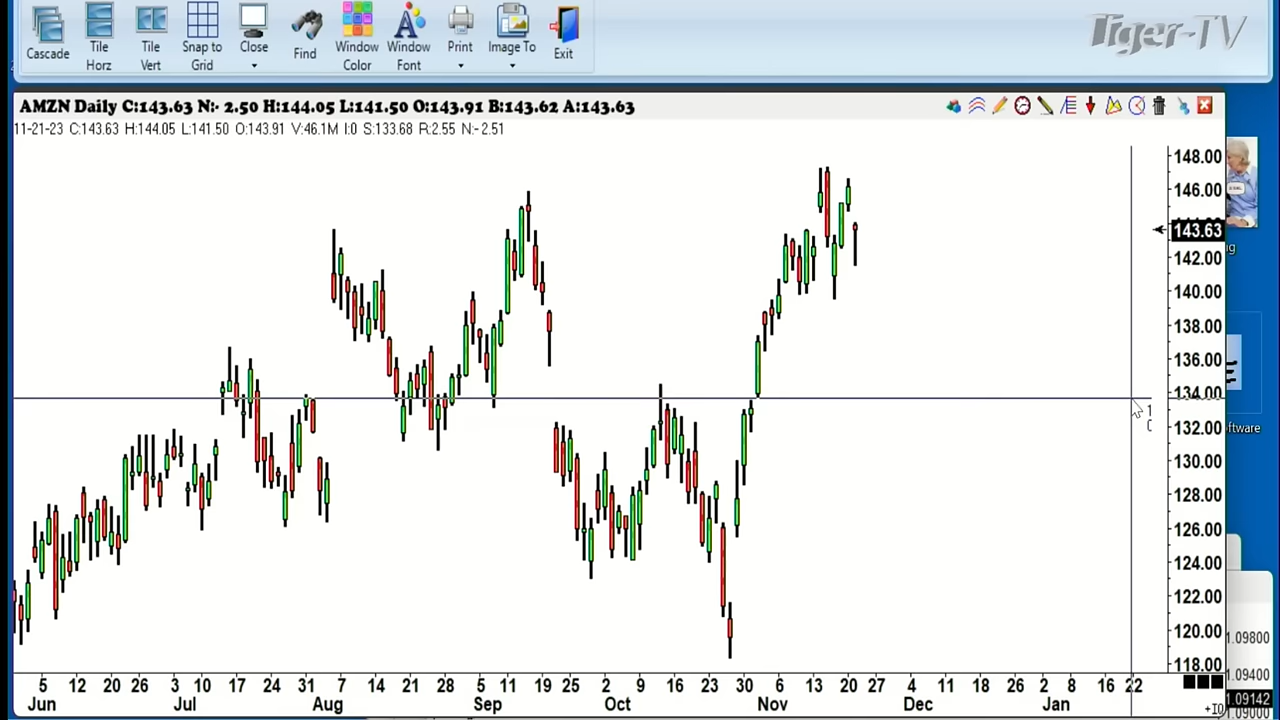 Cascade
Tile Horz
Tile Vert
Snap to Grid
Close
Find
Window Color
Window Font
Print
Image To
Exit
Tiger-TV
AMZN Daily C:143.63 N:- 2.50 H:144.05 L:141.50 O:143.91 B:143.62 A:143.63
11-21-23 C:143.63 H:144.05 L:141.50 O:143.91 V:46.1M I:0 S:133.68 R:2.55 N:-2.51
148.00
146.00
143.63
142.00
140.00
138.00
136.00
134.00
132.00
130.00
128.00
126.00
124.00
122.00
120.00
118.00
5 12 20 26 3 10 17 24 31 7 14 21 28 5 11 19 25 2 9 16 23 30 6 13 20 27 4 11 18 26 2 8 16 22
Jun Jul Aug Sep Oct Nov Dec Jan
1.09800
1.09400
1.09142
1.09000